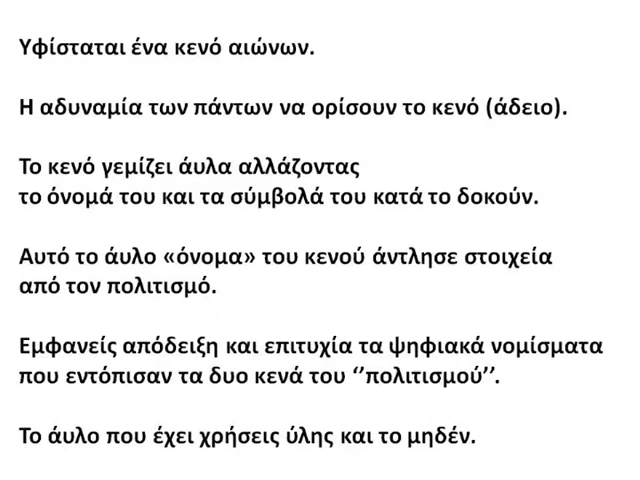 Υφίσταται ένα κενό αιώνων.
Η αδυναμία των πάντων να ορίσουν το κενό (άδειο).
Το κενό γεμίζει άυλα αλλάζοντας
το όνομά του και τα σύμβολά του κατά το δοκούν.
Αυτό το άυλο «όνομα» του κενού άντλησε στοιχεία
από τον πολιτισμό.
Εμφανείς απόδειξη και επιτυχία τα ψηφιακά νομίσματα
που εντόπισαν τα δυο κενά του ‘’πολιτισμού’’.
Το άυλο που έχει χρήσεις ύλης και το μηδέν.